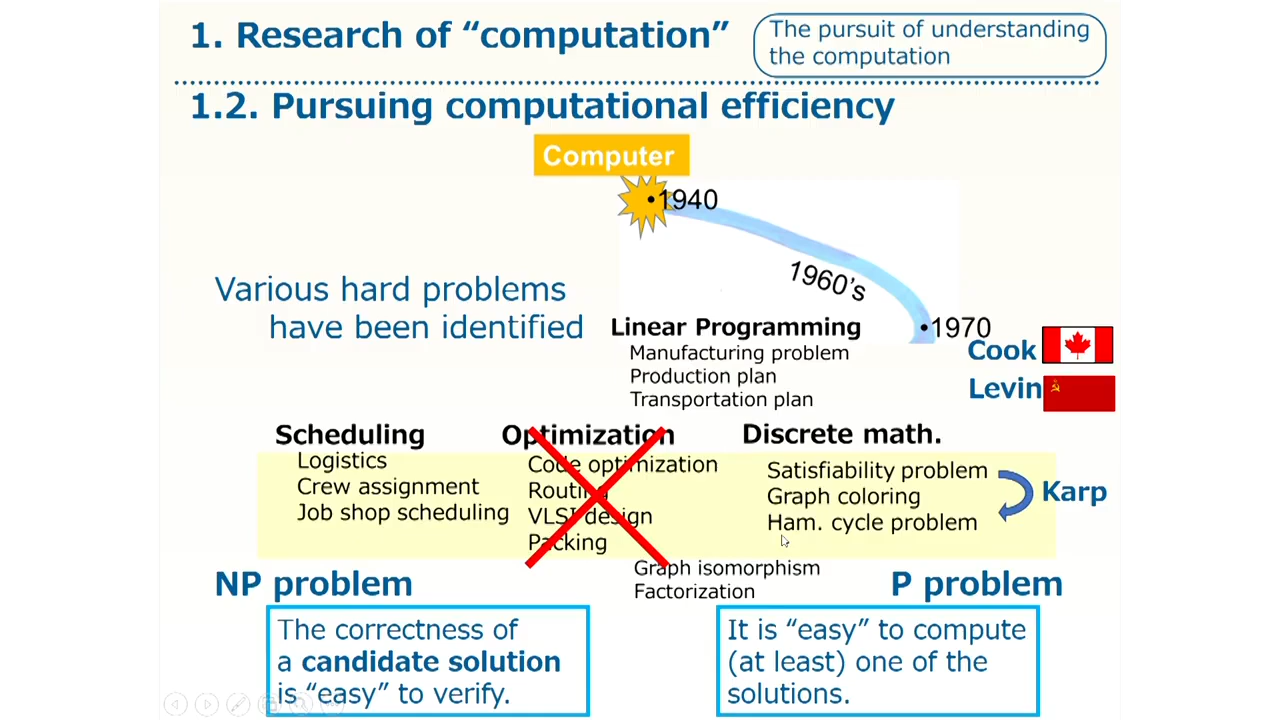 1. Research of “computation”
The pursuit of understanding
the computation
1.2. Pursuing computational efficiency
Computer
•1940
1960’s
Various hard problems
have been identified
•1970
Linear Programming
Manufacturing problem
Production plan
Transportation plan
Cook
Levin
Scheduling
Logistics
Crew assignment
Job shop scheduling
Optimization
Code optimization
Routing
VLSI design
Packing
Discrete math.
Satisfiability problem
Graph coloring
Ham. cycle problem
Karp
Graph isomorphism
Factorization
NP problem
The correctness of
a candidate solution
is “easy” to verify.
P problem
It is “easy” to compute
(at least) one of the
solutions.